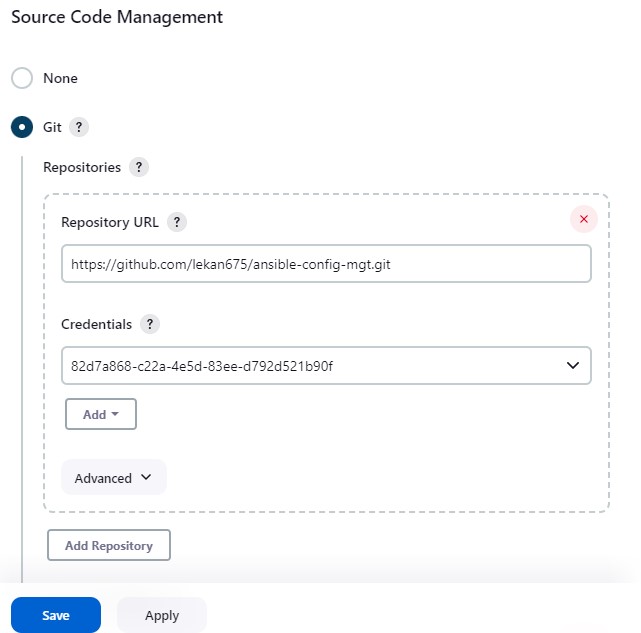 Source Code Management
None
Git ?
Repositories ?
Repository URL ?
https://github.com/lekan675/ansible-config-mgt.git
Credentials ?
82d7a868-c22a-4e5d-83ee-d792d521b90f
Add
Advanced
Add Repository
Save Apply